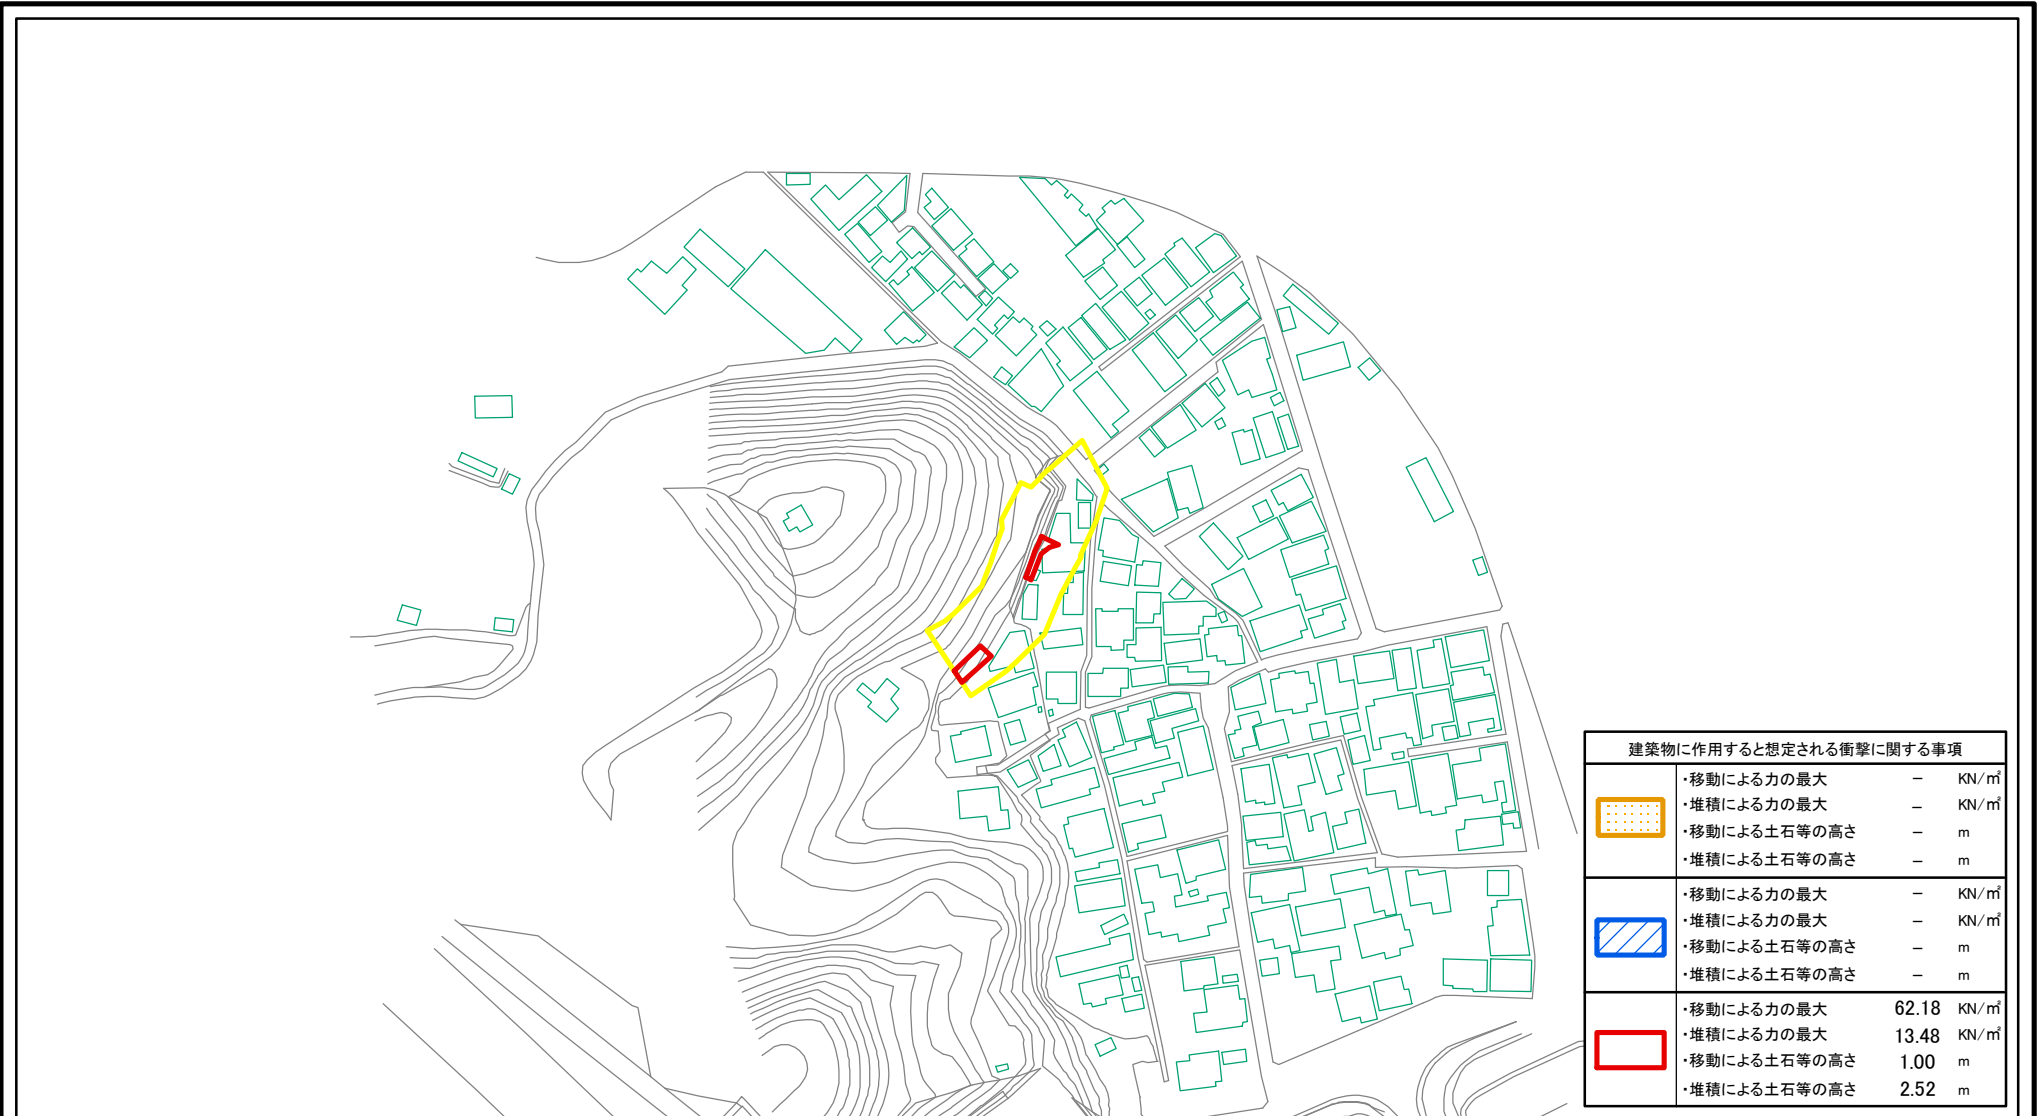 建築物に作用すると想定される衝撃に関する事項
・移動による力の最大 － KN/㎡
・堆積による力の最大 － KN/㎡
・移動による土石等の高さ － m
・堆積による土石等の高さ － m
・移動による力の最大 － KN/㎡
・堆積による力の最大 － KN/㎡
・移動による土石等の高さ － m
・堆積による土石等の高さ － m
・移動による力の最大 62.18 KN/㎡
・堆積による力の最大 13.48 KN/㎡
・移動による土石等の高さ 1.00 m
・堆積による土石等の高さ 2.52 m